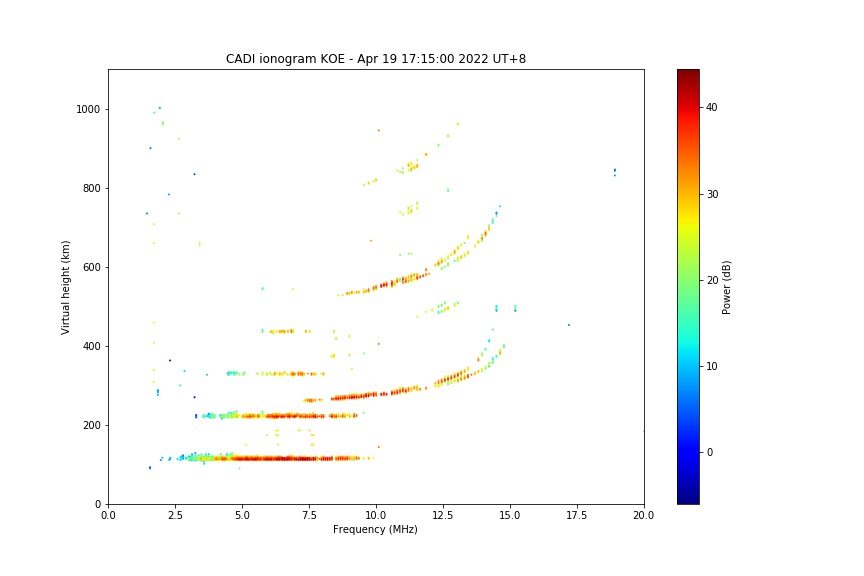 CADI ionogram KOE - Apr 19 17:15:00 2022 UT+8
Virtual height (km)
1000
800
600
400
200
0
0.0 2.5 5.0 7.5 10.0 12.5 15.0 17.5 20.0
Frequency (MHz)
40
30
20
10
0
Power (dB)